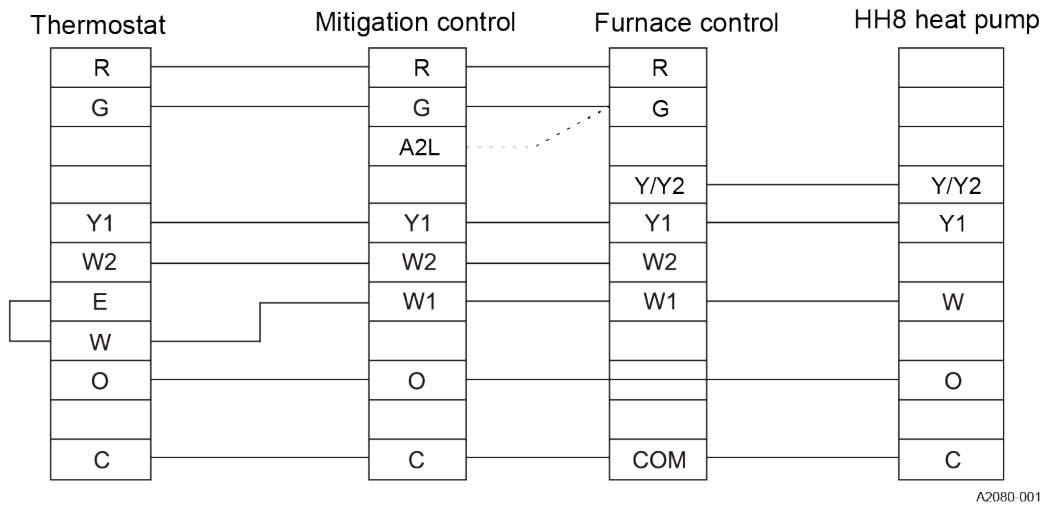 Thermostat Mitigation control Furnace control HH8 heat pump
R R R
G G G
A2L
Y/Y2 Y/Y2
Y1 Y1 Y1 Y1
W2 W2 W2
E W1 W1 W
W
O O O
C C COM C
A2080-001